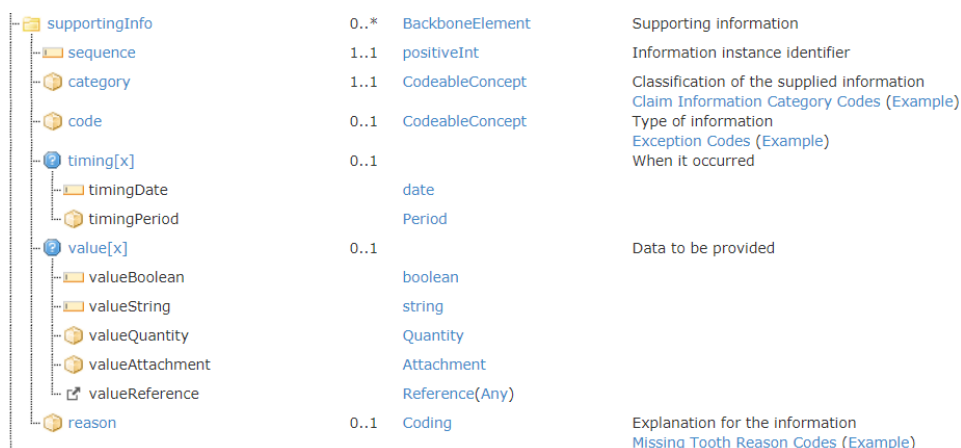 supportingInfo 0..* BackboneElement Supporting information
sequence 1..1 positiveInt Information instance identifier
category 1..1 CodeableConcept Classification of the supplied information
Claim Information Category Codes (Example)
code 0..1 CodeableConcept Type of information
Exception Codes (Example)
timing[x] 0..1 When it occurred
timingDate date
timingPeriod Period
value[x] 0..1 Data to be provided
valueBoolean boolean
valueString string
valueQuantity Quantity
valueAttachment Attachment
valueReference Reference(Any)
reason 0..1 Coding Explanation for the information
Missing Tooth Reason Codes (Example)